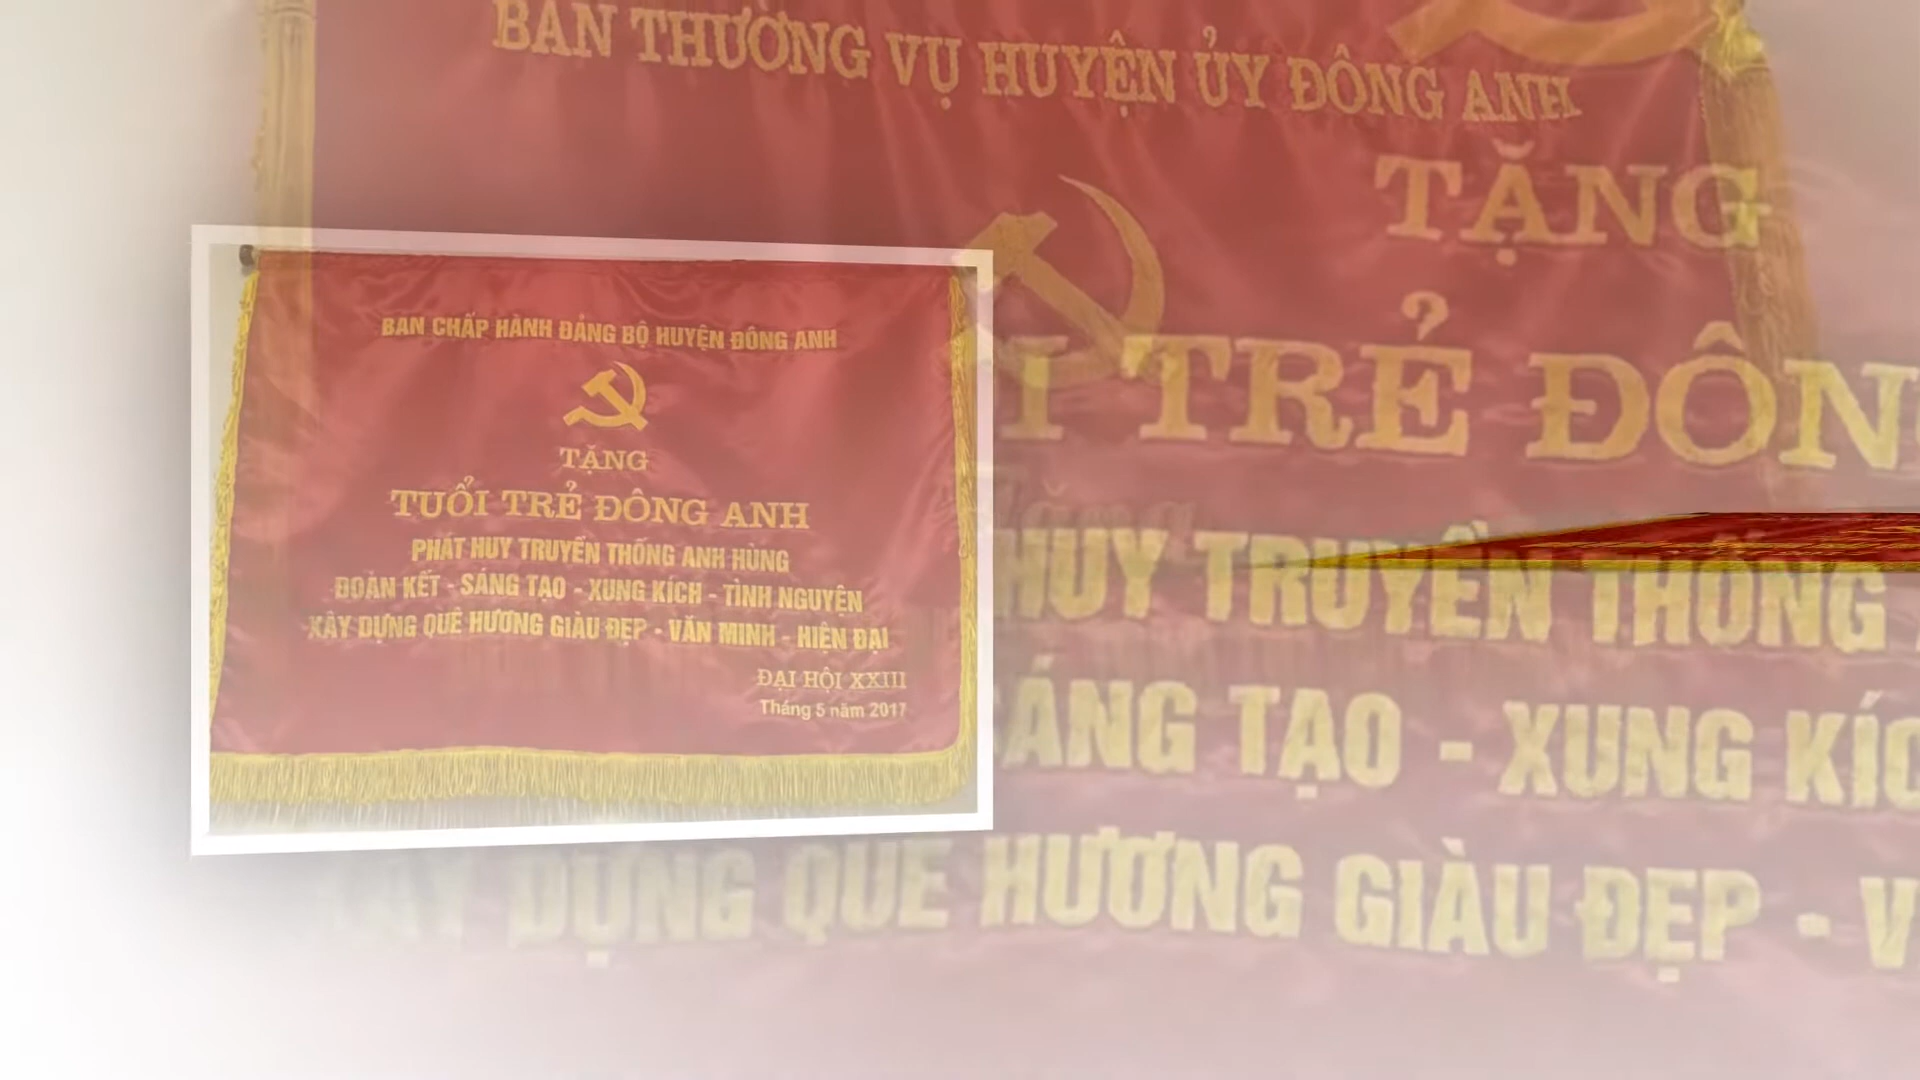 BAN THƯỜNG VỤ HUYỆN ỦY ĐÔNG ANH
TẶNG
BAN CHẤP HÀNH ĐẢNG BỘ HUYỆN ĐÔNG ANH
TẶNG
TUỔI TRẺ ĐÔNG ANH
PHÁT HUY TRUYỀN THỐNG ANH HÙNG
ĐOÀN KẾT - SÁNG TẠO - XUNG KÍCH - TÌNH NGUYỆN
XÂY DỰNG QUÊ HƯƠNG GIÀU ĐẸP - VĂN MINH - HIỆN ĐẠI
ĐẠI HỘI XXIII
Tháng 5 năm 2017
I TRẺ ĐÔN
HUY TRUYỀN THỐNG
ÁNG TẠO - XUNG KÍC
XÂY DỰNG QUÊ HƯƠNG GIÀU ĐẸP - V